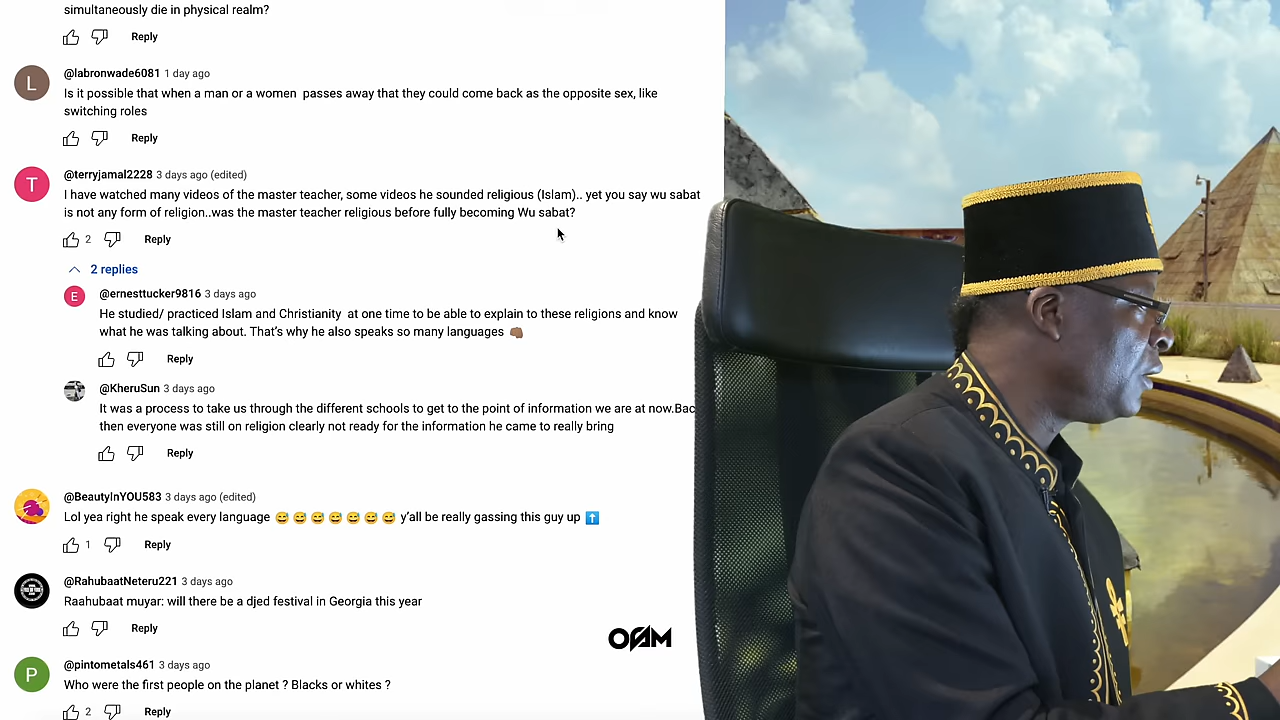 simultaneously die in physical realm?
Reply
L
@labronwade6081 1 day ago
Is it possible that when a man or a women passes away that they could come back as the opposite sex, like
switching roles
Reply
T
@terryjamal2228 3 days ago (edited)
I have watched many videos of the master teacher, some videos he sounded religious (Islam).. yet you say wu sabat
is not any form of religion..was the master teacher religious before fully becoming Wu sabat?
2 Reply
2 replies
E
@ernesttucker9816 3 days ago
He studied/ practiced Islam and Christianity at one time to be able to explain to these religions and know
what he was talking about. That's why he also speaks so many languages 👊🏾
Reply
@KheruSun 3 days ago
It was a process to take us through the different schools to get to the point of information we are at now.Bac
then everyone was still on religion clearly not ready for the information he came to really bring
Reply
@BeautyInYOU583 3 days ago (edited)
Lol yea right he speak every language 😅 😅 😅 😅 😅 😅 😅 y'all be really gassing this guy up ⬆️
1 Reply
@RahubaatNeteru221 3 days ago
Raahubaat muyar: will there be a djed festival in Georgia this year
Reply
OFAM
P
@pintometals461 3 days ago
Who were the first people on the planet ? Blacks or whites ?
2 Reply